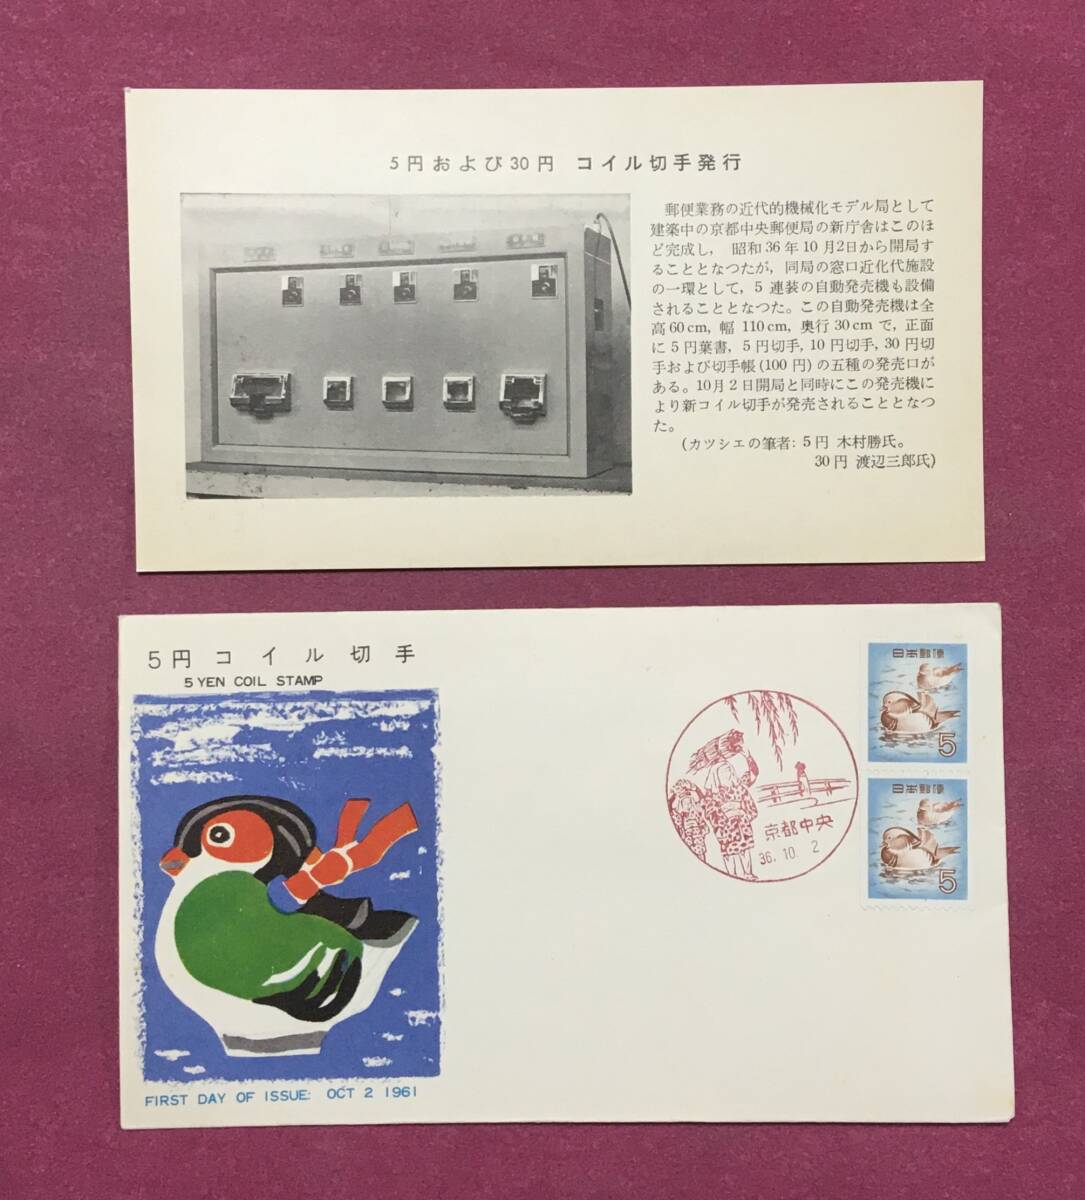 5円および30円 コイル切手発行
郵便業務の近代的機械化モデル局として
建築中の京都中央郵便局の新庁舎はこのほ
ど完成し, 昭和36年10月2日から開局す
ることとなつたが, 同局の窓口近化代施設
の一環として, 5連装の自動発売機も設備
されることとなつた。この自動発売機は全
高60cm, 幅 110cm, 奥行30cmで, 正面
に5円葉書, 5円切手, 10円切手, 30円切
手および切手帳(100円)の五種の発売口が
ある。10月2日開局と同時にこの発売機に
より新コイル切手が発売されることとなつ
た。
(カツシエの筆者: 5円 木村勝氏。
30円 渡辺三郎氏)
5円コイル切手
5 YEN COIL STAMP
日本郵便
5
京都中央
36.10.2
日本郵便
5
FIRST DAY OF ISSUE: OCT 2 1961